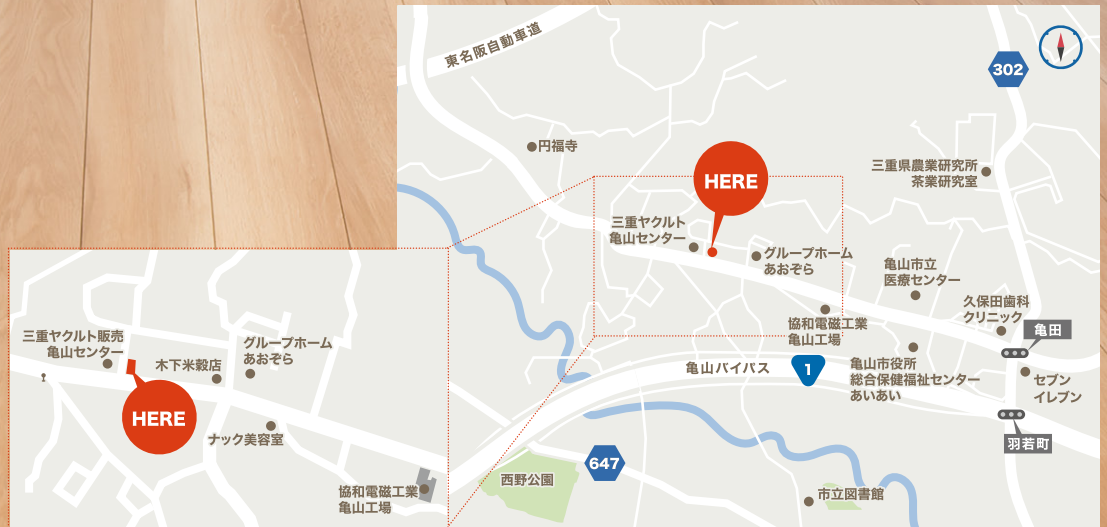 東名阪自動車道
302
円福寺
三重県農業研究所
茶業研究室
HERE
三重ヤクルト
亀山センター
グループホーム
あおぞら
亀山市立
医療センター
久保田歯科
クリニック
亀田
協和電磁工業
亀山工場
亀山バイパス
1
亀山市役所
総合保健福祉センター
あいあい
セブン
イレブン
羽若町
647
西野公園
市立図書館
三重ヤクルト販売
亀山センター
木下米穀店
グループホーム
あおぞら
HERE
ナック美容室
協和電磁工業
亀山工場